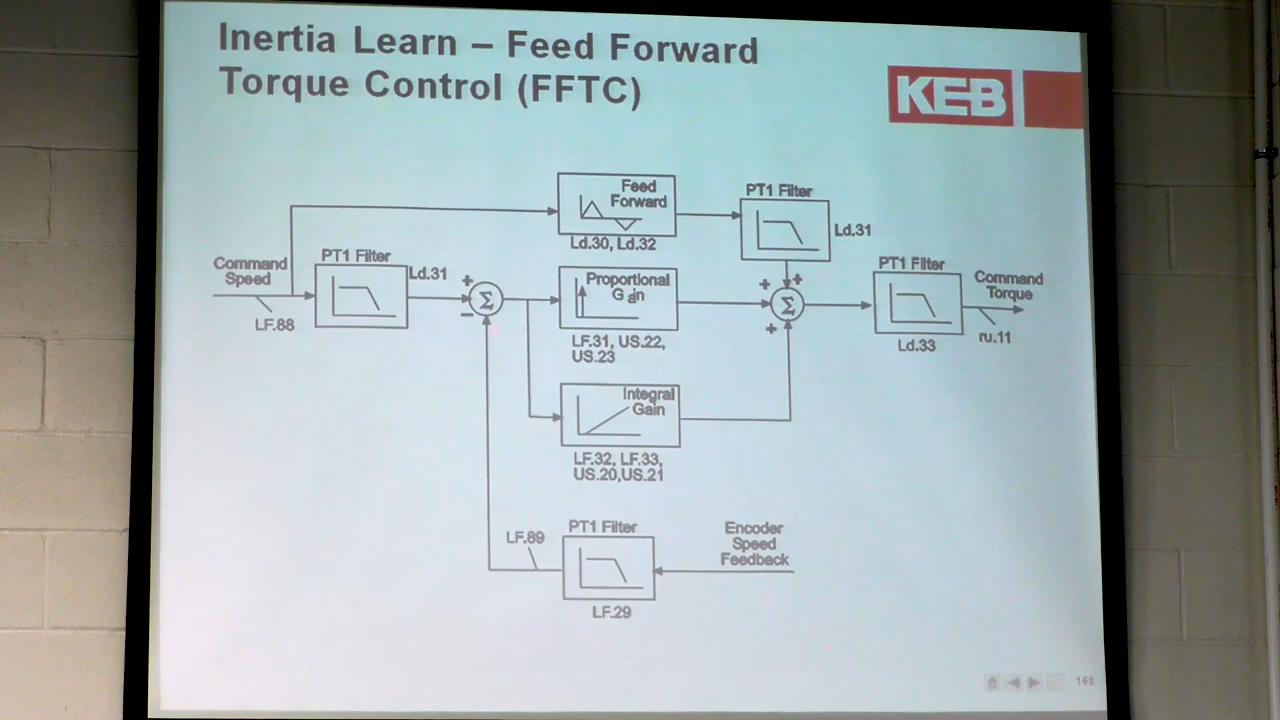 Inertia Learn – Feed Forward
Torque Control (FFTC)
KEB
Feed
Forward
Ld.30, Ld.32
PT1 Filter
Ld.31
Command
Speed
LF.88
PT1 Filter
Ld.31
+
−
Σ
Proportional
Gain
LF.31, US.22,
US.23
+
+
+
Σ
PT1 Filter
Ld.33
Command
Torque
ru.11
Integral
Gain
LF.32, LF.33,
US.20,US.21
LF.89
PT1 Filter
LF.29
Encoder
Speed
Feedback